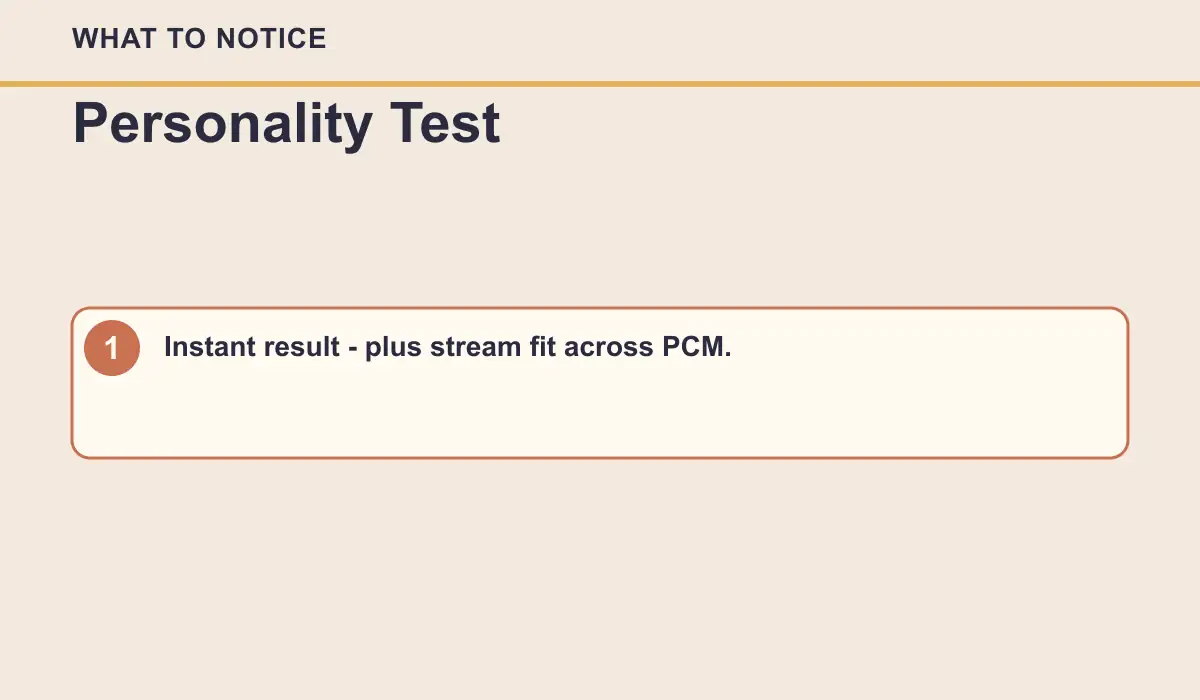 WHAT TO NOTICE
Personality Test
1
Instant result - plus stream fit across PCM.